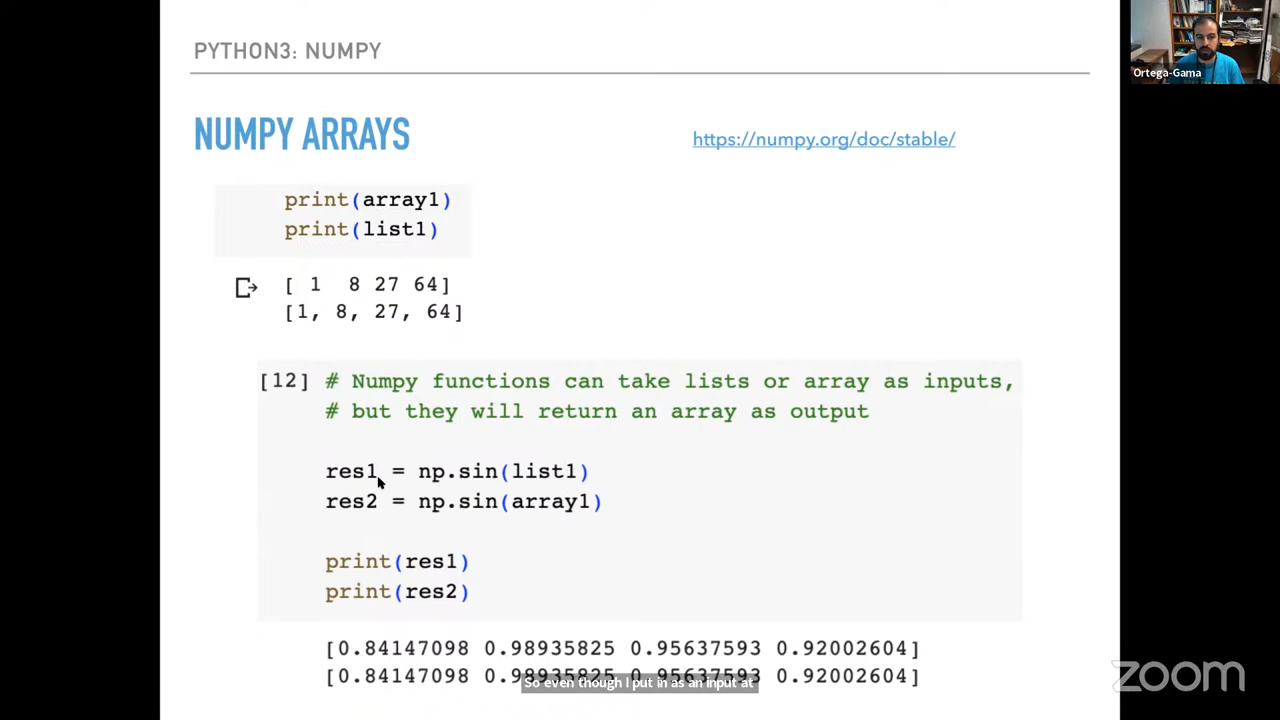 PYTHON3: NUMPY
Ortega-Gama
NUMPY ARRAYS
https://numpy.org/doc/stable/
print(array1)
print(list1)
[ 1  8 27 64]
[1, 8, 27, 64]
[12] # Numpy functions can take lists or array as inputs,
# but they will return an array as output
res1 = np.sin(list1)
res2 = np.sin(array1)
print(res1)
print(res2)
[0.84147098 0.98935825 0.95637593 0.92002604]
[0.84147098 0.98935825 0.95637593 0.92002604]
So even though I put in as an input at
zoom